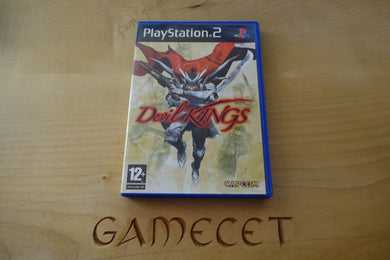 PlayStation 2
Devil KINGS
12+
CAPCOM
GAMECET